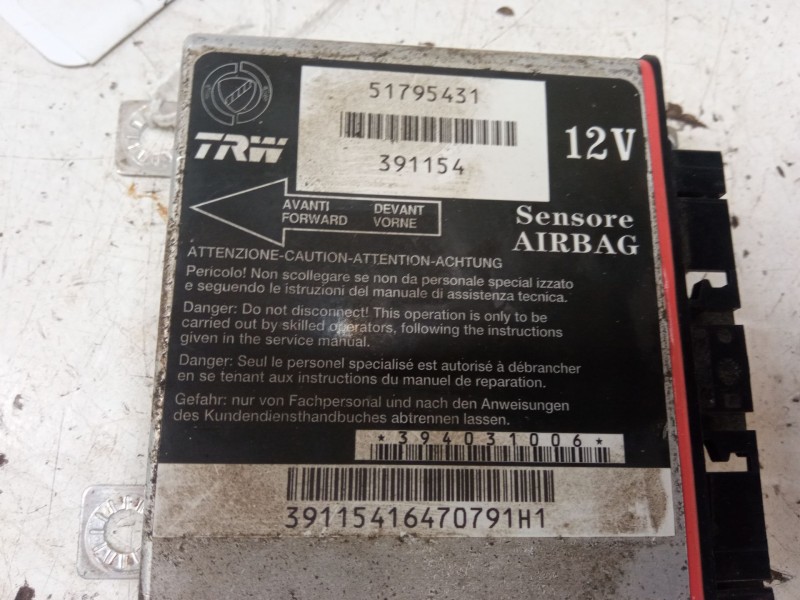 51795431
391154
TRW
12V
AVANTI DEVANT
FORWARD VORNE
Sensore
AIRBAG
ATTENZIONE-CAUTION-ATTENTION-ACHTUNG
Pericolo! Non scollegare se non da personale special izzato
e seguendo le istruzioni del manuale di assistenza tecnica.
Danger: Do not disconnect! This operation is only to be
carried out by skilled operators, following the instructions
given in the service manual.
Danger: Seul le personel specialisé est autorisé à débrancher
en se tenant aux instructions du manuel de reparation.
Gefahr: nur von Fachpersonal und nach den Anweisungen
des Kundendiensthandbuches abtrennen lassen.
*394031006*
39115416470791H1